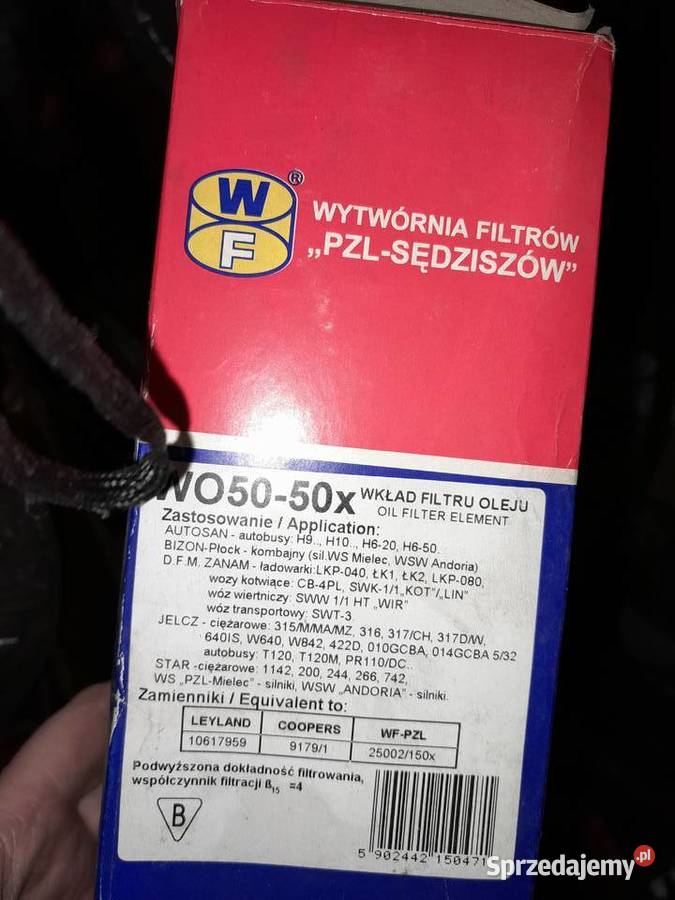 W
F
®
WYTWÓRNIA FILTRÓW
„PZL-SĘDZISZÓW”
WO50-50x WKŁAD FILTRU OLEJU
OIL FILTER ELEMENT
Zastosowanie / Application:
AUTOSAN - autobusy: H9.., H10.., H6-20, H6-50.
BIZON-Płock - kombajny (sil.WS Mielec, WSW Andoria)
D.F.M. ZANAM - ładowarki:LKP-040, ŁK1, ŁK2, LKP-080,
wozy kotwiące: CB-4PL, SWK-1/1„KOT”/„LIN”
wóz wiertniczy: SWW 1/1 HT „WIR”
wóz transportowy: SWT-3
JELCZ - ciężarowe: 315/M/MA/MZ, 316, 317/CH, 317D/W,
640IS, W640, W842, 422D, 010GCBA, 014GCBA 5/32
autobusy: T120, T120M, PR110/DC..
STAR -ciężarowe: 1142, 200, 244, 266, 742,
WS „PZL-Mielec” - silniki, WSW „ANDORIA” - silniki.
Zamienniki / Equivalent to:
LEYLAND COOPERS WF-PZL
10617959 9179/1 25002/150x
Podwyższona dokładność filtrowania,
współczynnik filtracji ß15 =4
B
5 902442 150471
Sprzedajemy.pl